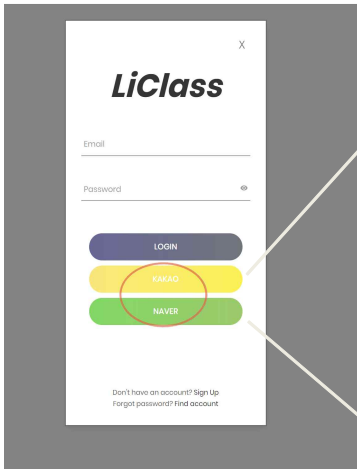 X
LiClass
Email
Password
LOGIN
KAKAO
NAVER
Don't have an account? Sign Up
Forgot password? Find account